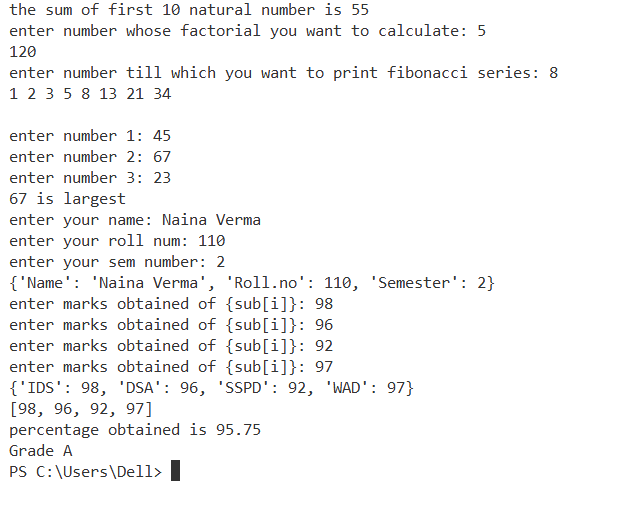 the sum of first 10 natural number is 55
enter number whose factorial you want to calculate: 5
120
enter number till which you want to print fibonacci series: 8
1 2 3 5 8 13 21 34
enter number 1: 45
enter number 2: 67
enter number 3: 23
67 is largest
enter your name: Naina Verma
enter your roll num: 110
enter your sem number: 2
{'Name': 'Naina Verma', 'Roll.no': 110, 'Semester': 2}
enter marks obtained of {sub[i]}: 98
enter marks obtained of {sub[i]}: 96
enter marks obtained of {sub[i]}: 92
enter marks obtained of {sub[i]}: 97
{'IDS': 98, 'DSA': 96, 'SSPD': 92, 'WAD': 97}
[98, 96, 92, 97]
percentage obtained is 95.75
Grade A
PS C:\Users\Dell>